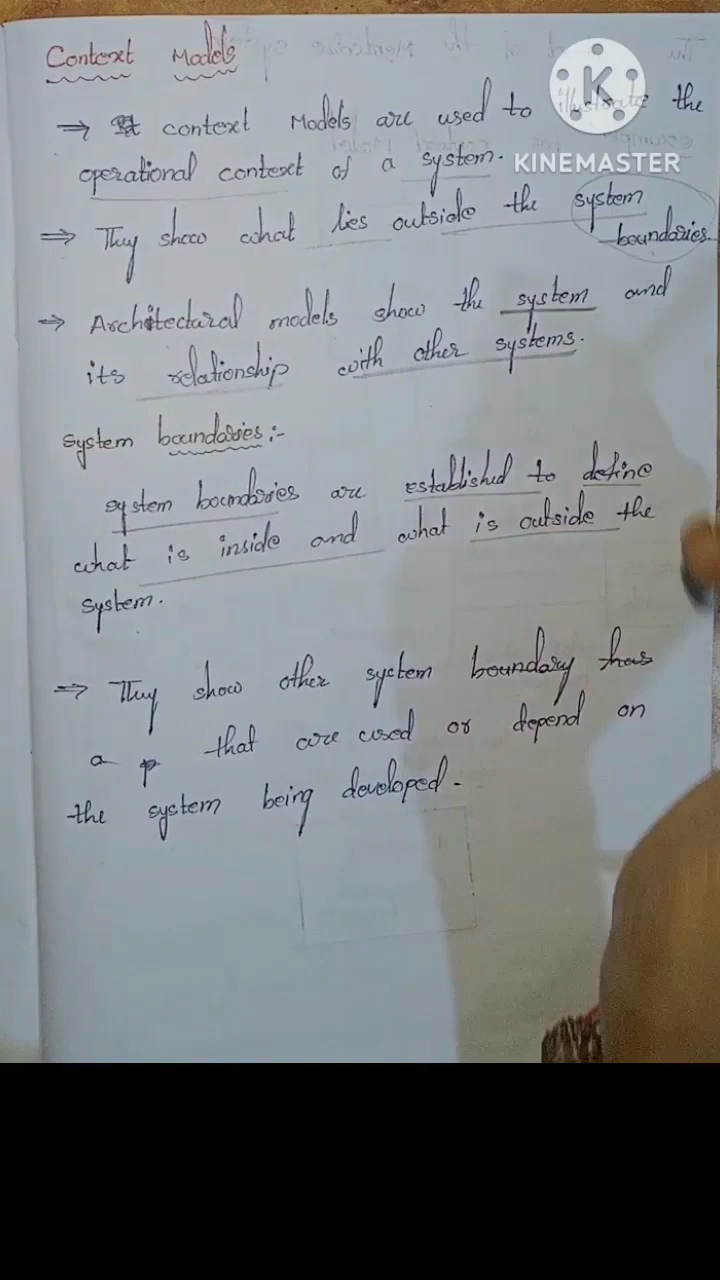 Context Models
⇒ context Models are used to illustrate the
operational context of a system.
KINEMASTER
⇒ They show what lies outside the system
boundaries.
⇒ Architectural models show the system and
its relationship with other systems.
System boundaries:-
system boundaries are established to define
what is inside and what is outside the
system.
⇒ They show other system boundary has
a p that are used or depend on
the system being developed.